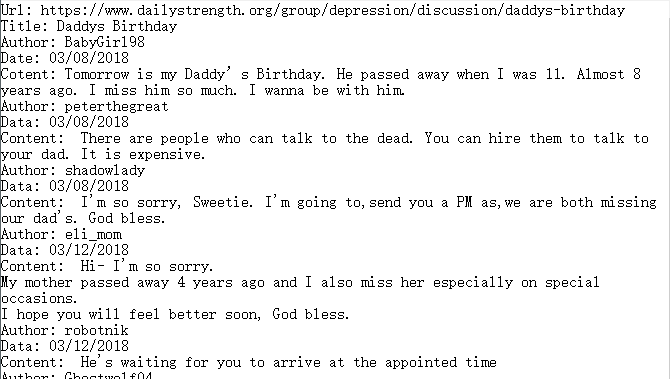 Url: https://www.dailystrength.org/group/depression/discussion/daddys-birthday
Title: Daddys Birthday
Author: BabyGirl98
Date: 03/08/2018
Cotent: Tomorrow is my Daddy's Birthday. He passed away when I was 11. Almost 8
years ago. I miss him so much. I wanna be with him.
Author: peterthegreat
Data: 03/08/2018
Content:  There are people who can talk to the dead. You can hire them to talk to
your dad. It is expensive.
Author: shadowlady
Data: 03/08/2018
Content:  I'm so sorry, Sweetie. I'm going to,send you a PM as,we are both missing
our dad's. God bless.
Author: eli_mom
Data: 03/12/2018
Content:  Hi- I'm so sorry.
My mother passed away 4 years ago and I also miss her especially on special
occasions.
I hope you will feel better soon, God bless.
Author: robotnik
Data: 03/12/2018
Content:  He's waiting for you to arrive at the appointed time
Author: Ghostwolf04